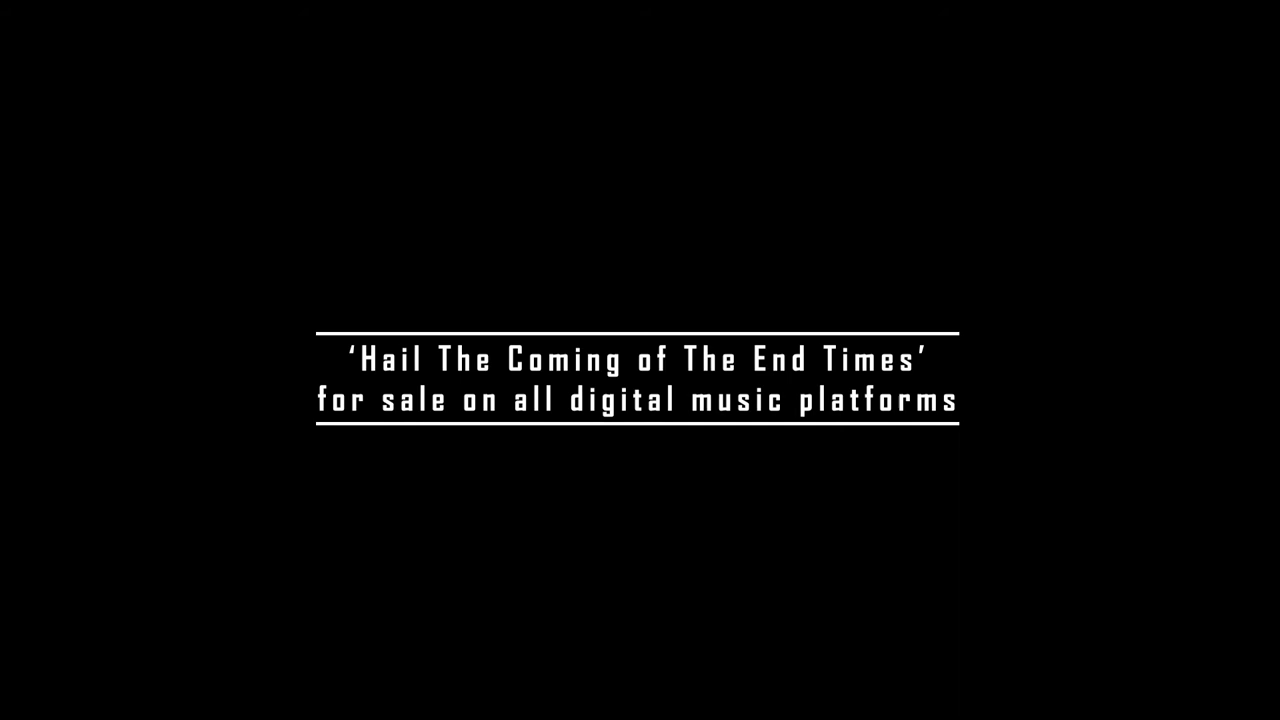 ‘Hail The Coming of The End Times’
for sale on all digital music platforms